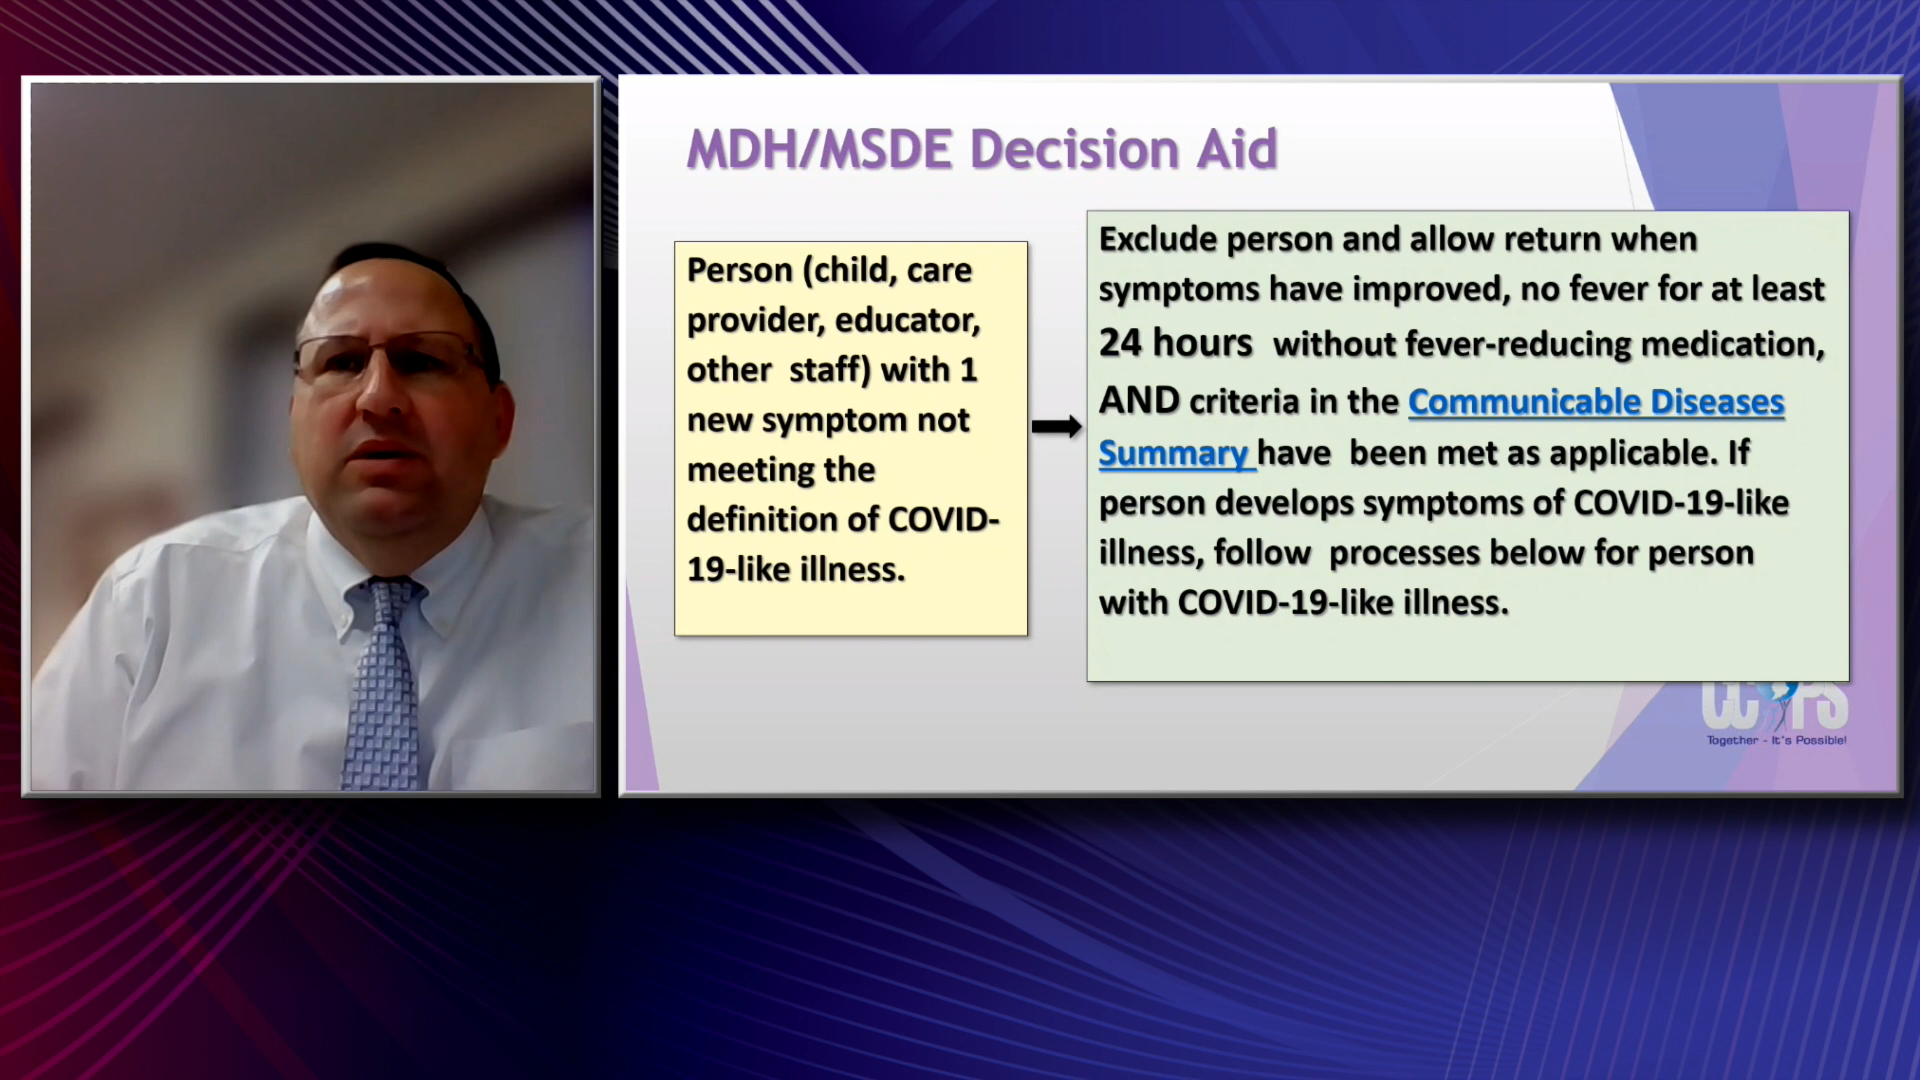 MDH/MSDE Decision Aid
Person (child, care
provider, educator,
other staff) with 1
new symptom not
meeting the
definition of COVID-
19-like illness.
Exclude person and allow return when
symptoms have improved, no fever for at least
24 hours without fever-reducing medication,
AND criteria in the Communicable Diseases
Summary have been met as applicable. If
person develops symptoms of COVID-19-like
illness, follow processes below for person
with COVID-19-like illness.
Together - It's Possible!